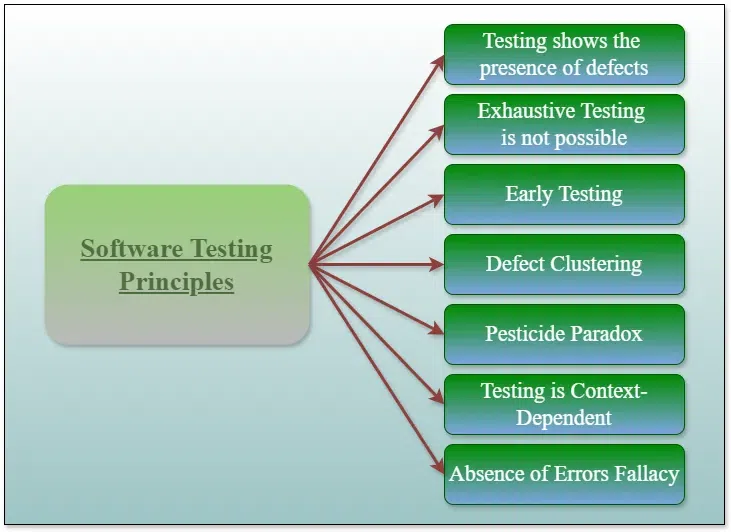 Software Testing
Principles
Testing shows the
presence of defects
Exhaustive Testing
is not possible
Early Testing
Defect Clustering
Pesticide Paradox
Testing is Context-
Dependent
Absence of Errors Fallacy